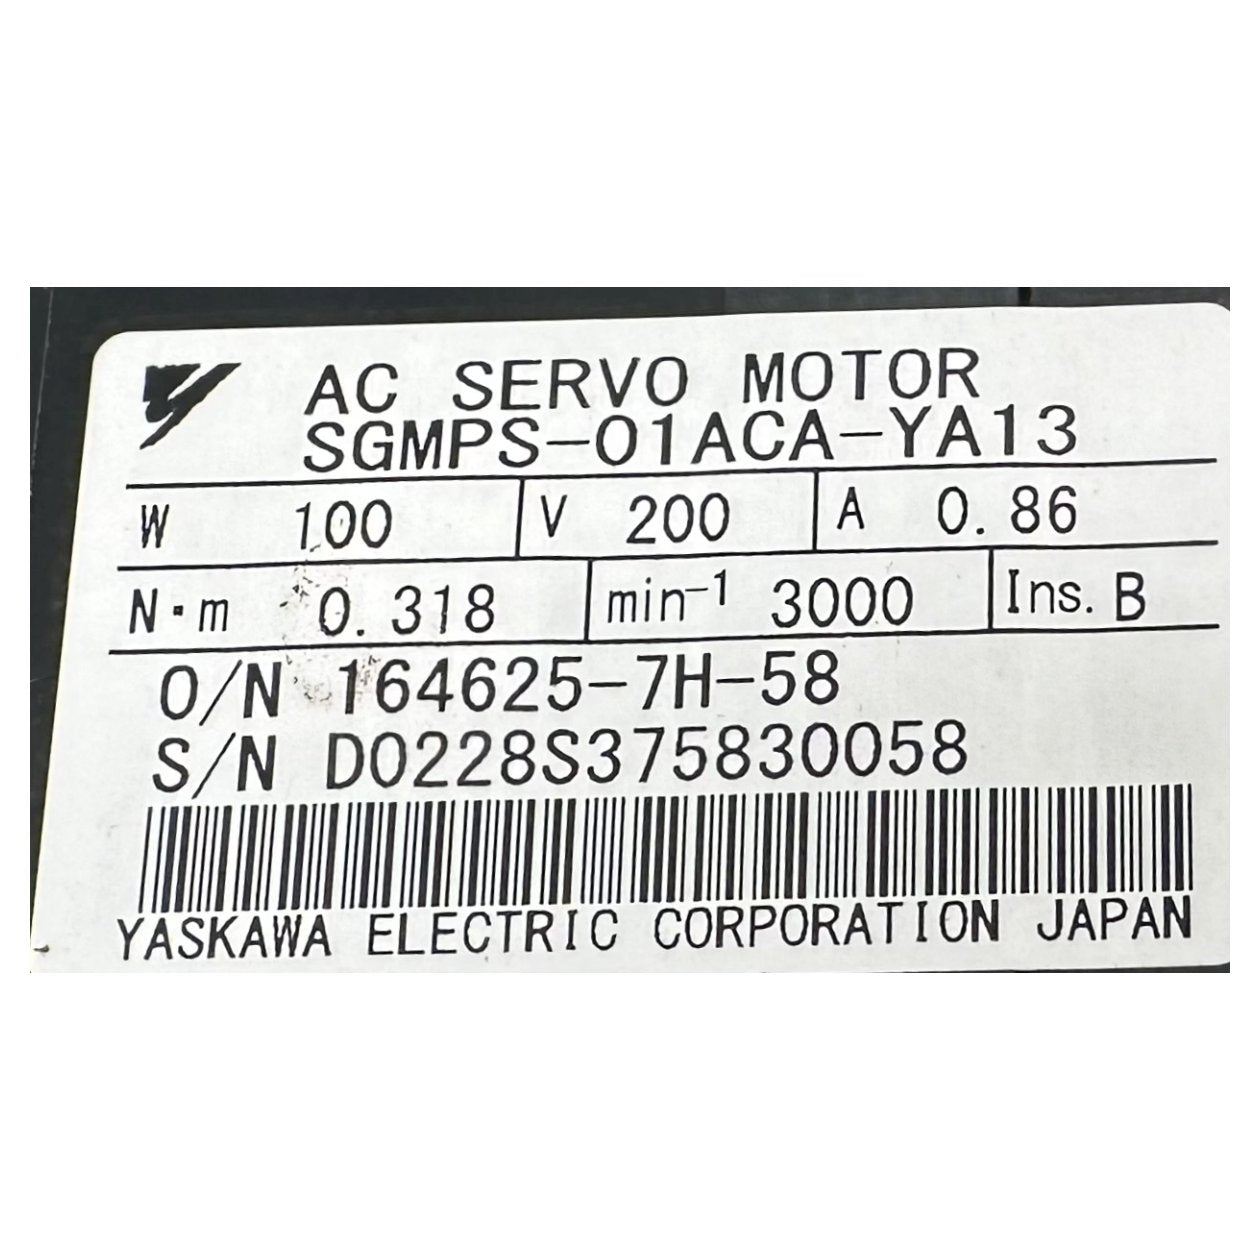 AC SERVO MOTOR
SGMPS-01ACA-YA13
W 100 V 200 A 0.86
N·m 0.318 min⁻¹ 3000 Ins. B
O/N 164625-7H-58
S/N D0228S375830058
YASKAWA ELECTRIC CORPORATION JAPAN